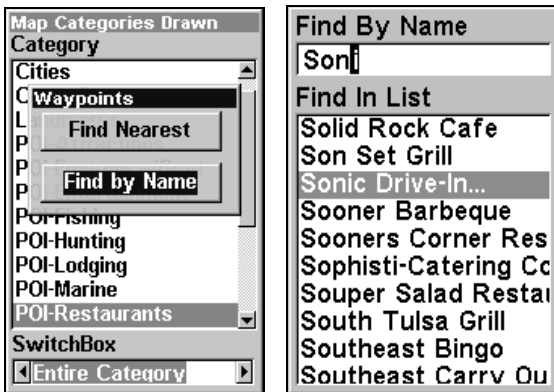 Map Categories Drawn
Category
Cities
Waypoints
Find Nearest
Find by Name
POI-Fishing
POI-Hunting
POI-Lodging
POI-Marine
POI-Restaurants
SwitchBox
Entire Category
Find By Name
Soni
Find In List
Solid Rock Cafe
Son Set Grill
Sonic Drive-In...
Sooner Barbeque
Sooners Corner Res
Sophisti-Catering Co
Souper Salad Restau
South Tulsa Grill
Southeast Bingo
Southeast Carry Ou